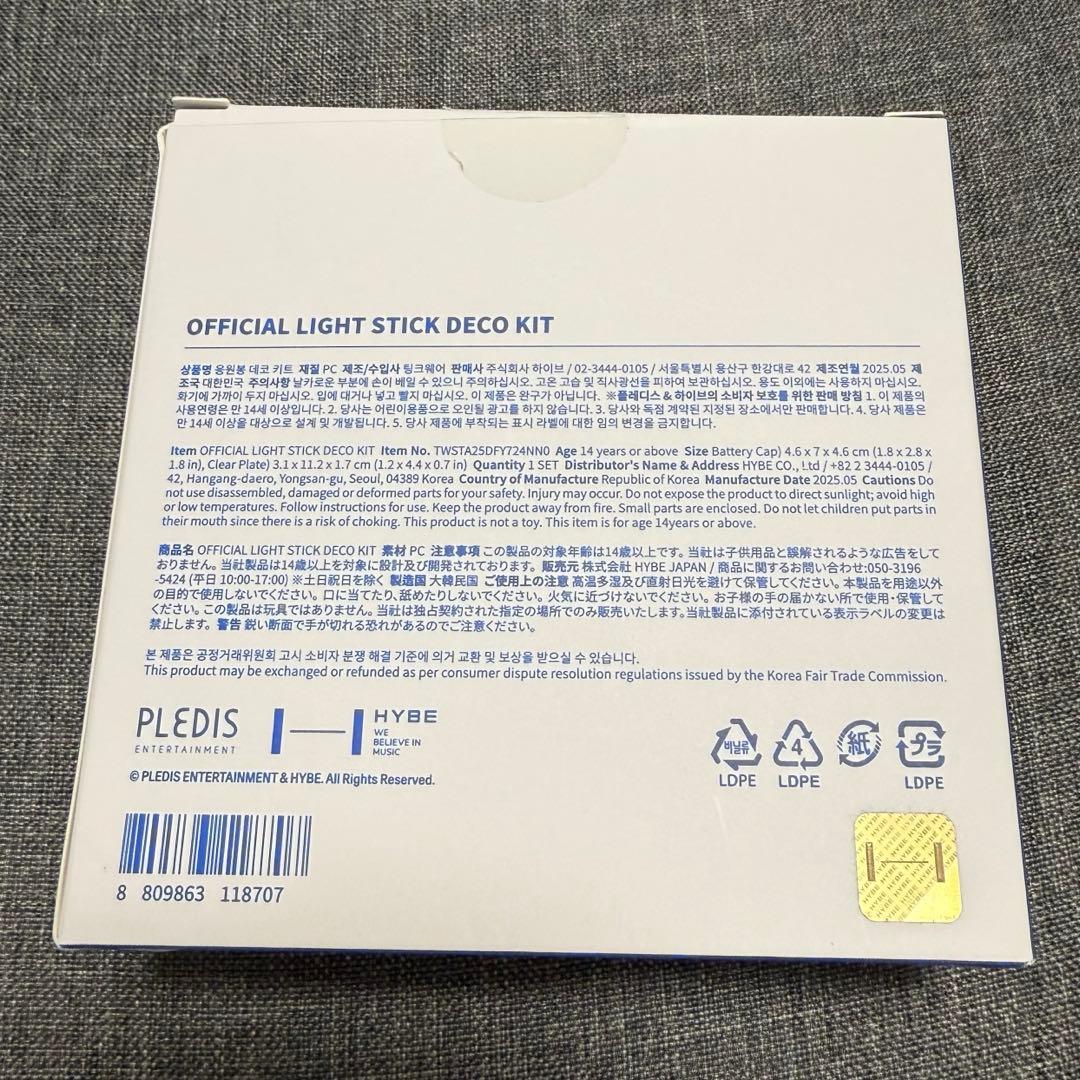 OFFICIAL LIGHT STICK DECO KIT
상품명 응원봉 데코 키트 재질 PC 제조/수입사 팅크웨어 판매사 주식회사 하이브 / 02-3444-0105 / 서울특별시 용산구 한강대로 42 제조연월 2025.05 제
조국 대한민국 주의사항 날카로운 부분에 손이 베일 수 있으니 주의하십시오. 고온 고습 및 직사광선을 피하여 보관하십시오. 용도 이외에는 사용하지 마십시오.
화기에 가까이 두지 마십시오. 입에 대거나 넣고 빨지 마십시오. 이 제품은 완구가 아닙니다. ※플레디스 & 하이브의 소비자 보호를 위한 판매 방침 1. 이 제품의
사용연령은 만 14세 이상입니다. 2. 당사는 어린이용품으로 오인될 광고를 하지 않습니다. 3. 당사와 독점 계약된 지정된 장소에서만 판매합니다. 4. 당사 제품은
만 14세 이상을 대상으로 설계 및 개발됩니다. 5. 당사 제품에 부착되는 표시 라벨에 대한 임의 변경을 금지합니다.
Item OFFICIAL LIGHT STICK DECO KIT Item No. TWSTA25DFY724NN0 Age 14 years or above Size Battery Cap) 4.6 x 7 x 4.6 cm (1.8 x 2.8 x
1.8 in), Clear Plate) 3.1 x 11.2 x 1.7 cm (1.2 x 4.4 x 0.7 in) Quantity 1 SET Distributor's Name & Address HYBE CO., Ltd / +82 2 3444-0105 /
42, Hangang-daero, Yongsan-gu, Seoul, 04389 Korea Country of Manufacture Republic of Korea Manufacture Date 2025.05 Cautions Do
not use disassembled, damaged or deformed parts for your safety. Injury may occur. Do not expose the product to direct sunlight; avoid high
or low temperatures. Follow instructions for use. Keep the product away from fire. Small parts are enclosed. Do not let children put parts in
their mouth since there is a risk of choking. This product is not a toy. This item is for age 14years or above.
商品名 OFFICIAL LIGHT STICK DECO KIT 素材 PC 注意事項 この製品の対象年齢は14歳以上です。当社は子供用品と誤解されるような広告をして
おりません。当社製品は14歳以上を対象に設計及び開発されております。販売元 株式会社 HYBE JAPAN / 商品に関するお問い合わせ:050-3196
-5424 (平日 10:00-17:00) ※土日祝日を除く 製造国 大韓民国 ご使用上の注意 高温多湿及び直射日光を避けて保管してください。本製品を用途以外
の目的で使用しないでください。口に当てたり、舐めたりしないでください。火気に近づけないでください。お子様の手の届かない所で使用・保管して
ください。この製品は玩具ではありません。当社は独占契約された指定の場所でのみ販売いたします。当社製品に添付されている表示ラベルの変更は
禁止します。警告 鋭い断面で手が切れる恐れがあるのでご注意ください。
본 제품은 공정거래위원회 고시 소비자 분쟁 해결 기준에 의거 교환 및 보상을 받으실 수 있습니다.
This product may be exchanged or refunded as per consumer dispute resolution regulations issued by the Korea Fair Trade Commission.
PLEDIS
ENTERTAINMENT
HYBE
WE
BELIEVE IN
MUSIC
비닐류
LDPE
4
LDPE
紙
プラ
LDPE
© PLEDIS ENTERTAINMENT & HYBE. All Rights Reserved.
8 809863 118707
HYBE HYBE HYBE